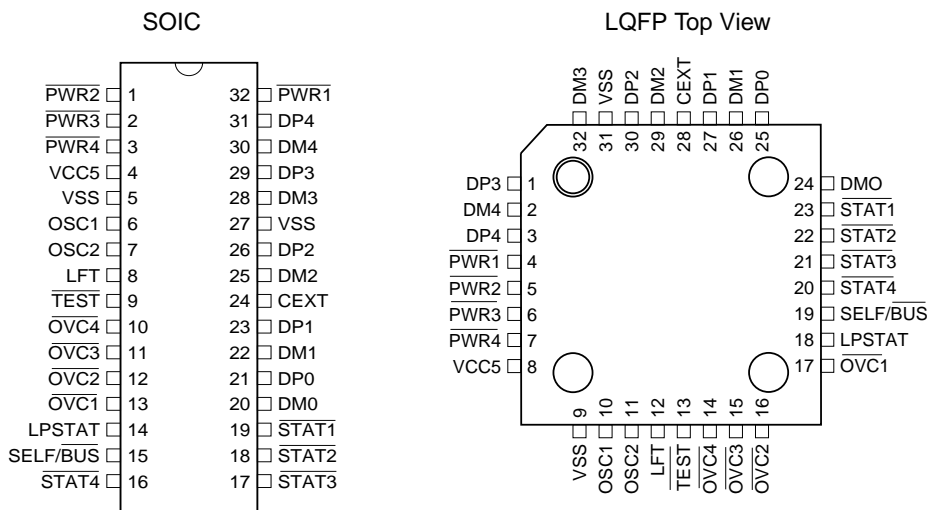 SOIC
PWR2 1 32 PWR1
PWR3 2 31 DP4
PWR4 3 30 DM4
VCC5 4 29 DP3
VSS 5 28 DM3
OSC1 6 27 VSS
OSC2 7 26 DP2
LFT 8 25 DM2
TEST 9 24 CEXT
OVC4 10 23 DP1
OVC3 11 22 DM1
OVC2 12 21 DP0
OVC1 13 20 DM0
LPSTAT 14 19 STAT1
SELF/BUS 15 18 STAT2
STAT4 16 17 STAT3
LQFP Top View
DM3 VSS DP2 DM2 CEXT DP1 DM1 DP0
32 31 30 29 28 27 26 25
DP3 1 24 DMO
DM4 2 23 STAT1
DP4 3 22 STAT2
PWR1 4 21 STAT3
PWR2 5 20 STAT4
PWR3 6 19 SELF/BUS
PWR4 7 18 LPSTAT
VCC5 8 17 OVC1
9 10 11 12 13 14 15 16
VSS OSC1 OSC2 LFT TEST OVC4 OVC3 OVC2